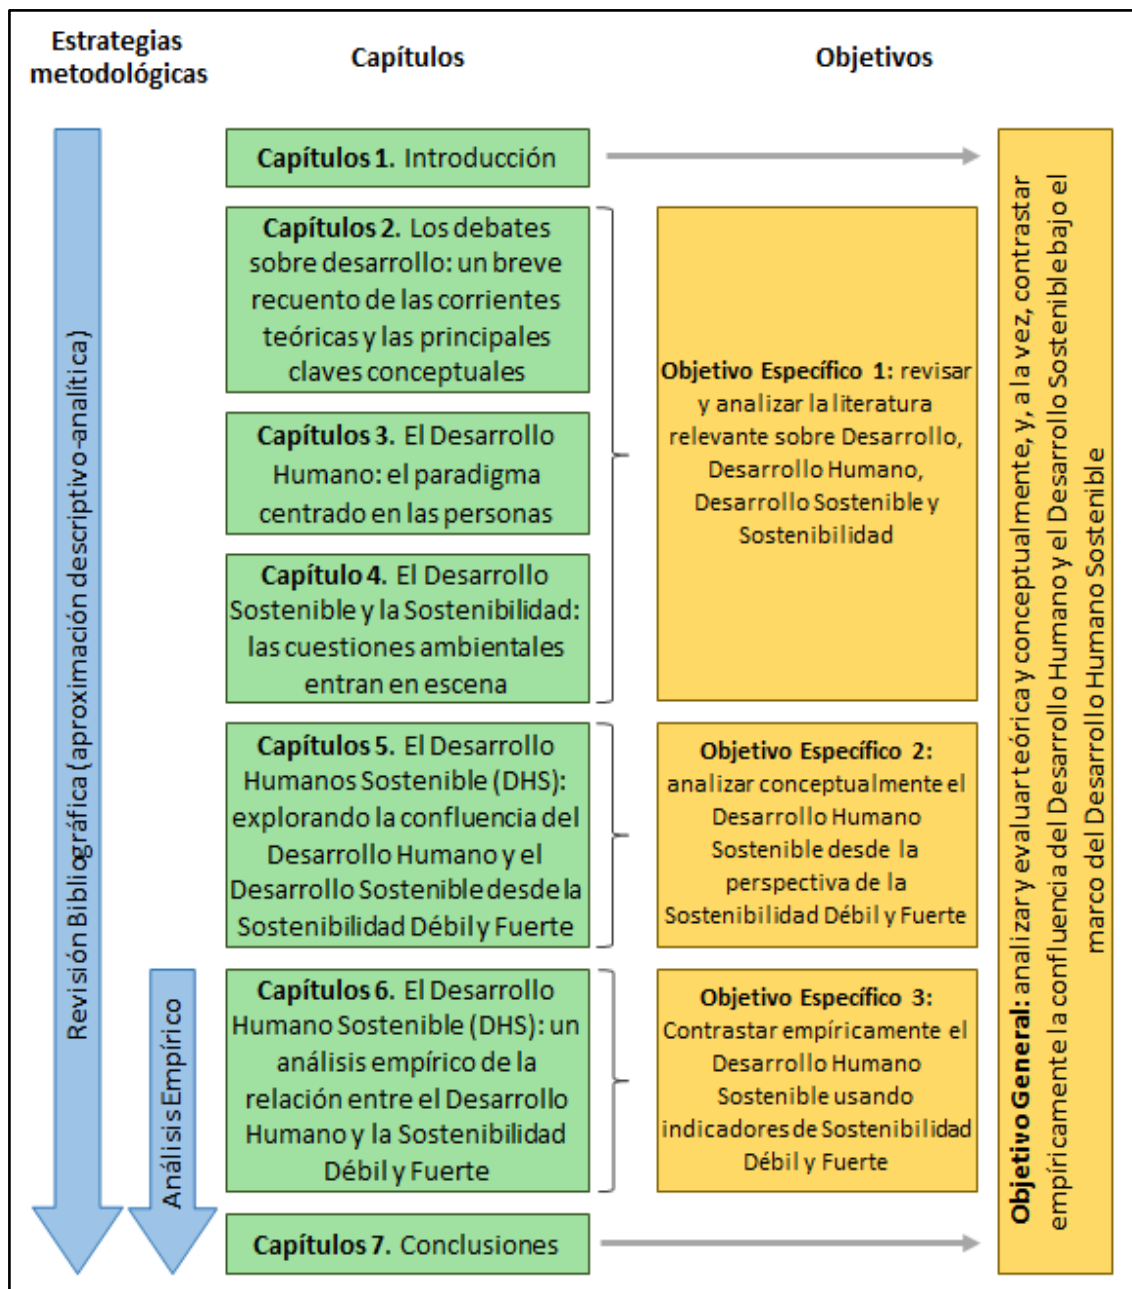 Estrategias
metodológicas
Capítulos
Objetivos
Revisión Bibliográfica ( aproximación descriptivo-analítica)
Análisis Empírico
Capítulos 1. Introducción
Capítulos 2. Los debates
sobre desarrollo: un breve
recuento de las corrientes
teóricas y las principales
claves conceptuales
Capítulos 3. El Desarrollo
Humano: el paradigma
centrado en las personas
Capítulo 4. El Desarrollo
Sostenible y la Sostenibilidad:
las cuestiones ambientales
entran en escena
Capítulos 5. El Desarrollo
Humanos Sostenible (DHS):
explorando la confluencia del
Desarrollo Humano y el
Desarrollo Sostenible desde la
Sostenibilidad Débil y Fuerte
Capítulos 6. El Desarrollo
Humano Sostenible (DHS): un
análisis empírico de la
relación entre el Desarrollo
Humano y la Sostenibilidad
Débil y Fuerte
Capítulos 7. Conclusiones
Objetivo Específico 1: revisar
y analizar la literatura
relevante sobre Desarrollo,
Desarrollo Humano,
Desarrollo Sostenible y
Sostenibilidad
Objetivo Específico 2:
analizar conceptualmente el
Desarrollo Humano
Sostenible desde la
perspectiva de la
Sostenibilidad Débil y Fuerte
Objetivo Específico 3:
Contrastar empíricamente el
Desarrollo Humano
Sostenible usando
indicadores de Sostenibilidad
Débil y Fuerte
Objetivo General: analizar y evaluar teórica y conceptualmente, y, a la vez, contrastar
empíricamente la confluencia del Desarrollo Humano y el Desarrollo Sostenible bajo el
marco del Desarrollo Humano Sostenible